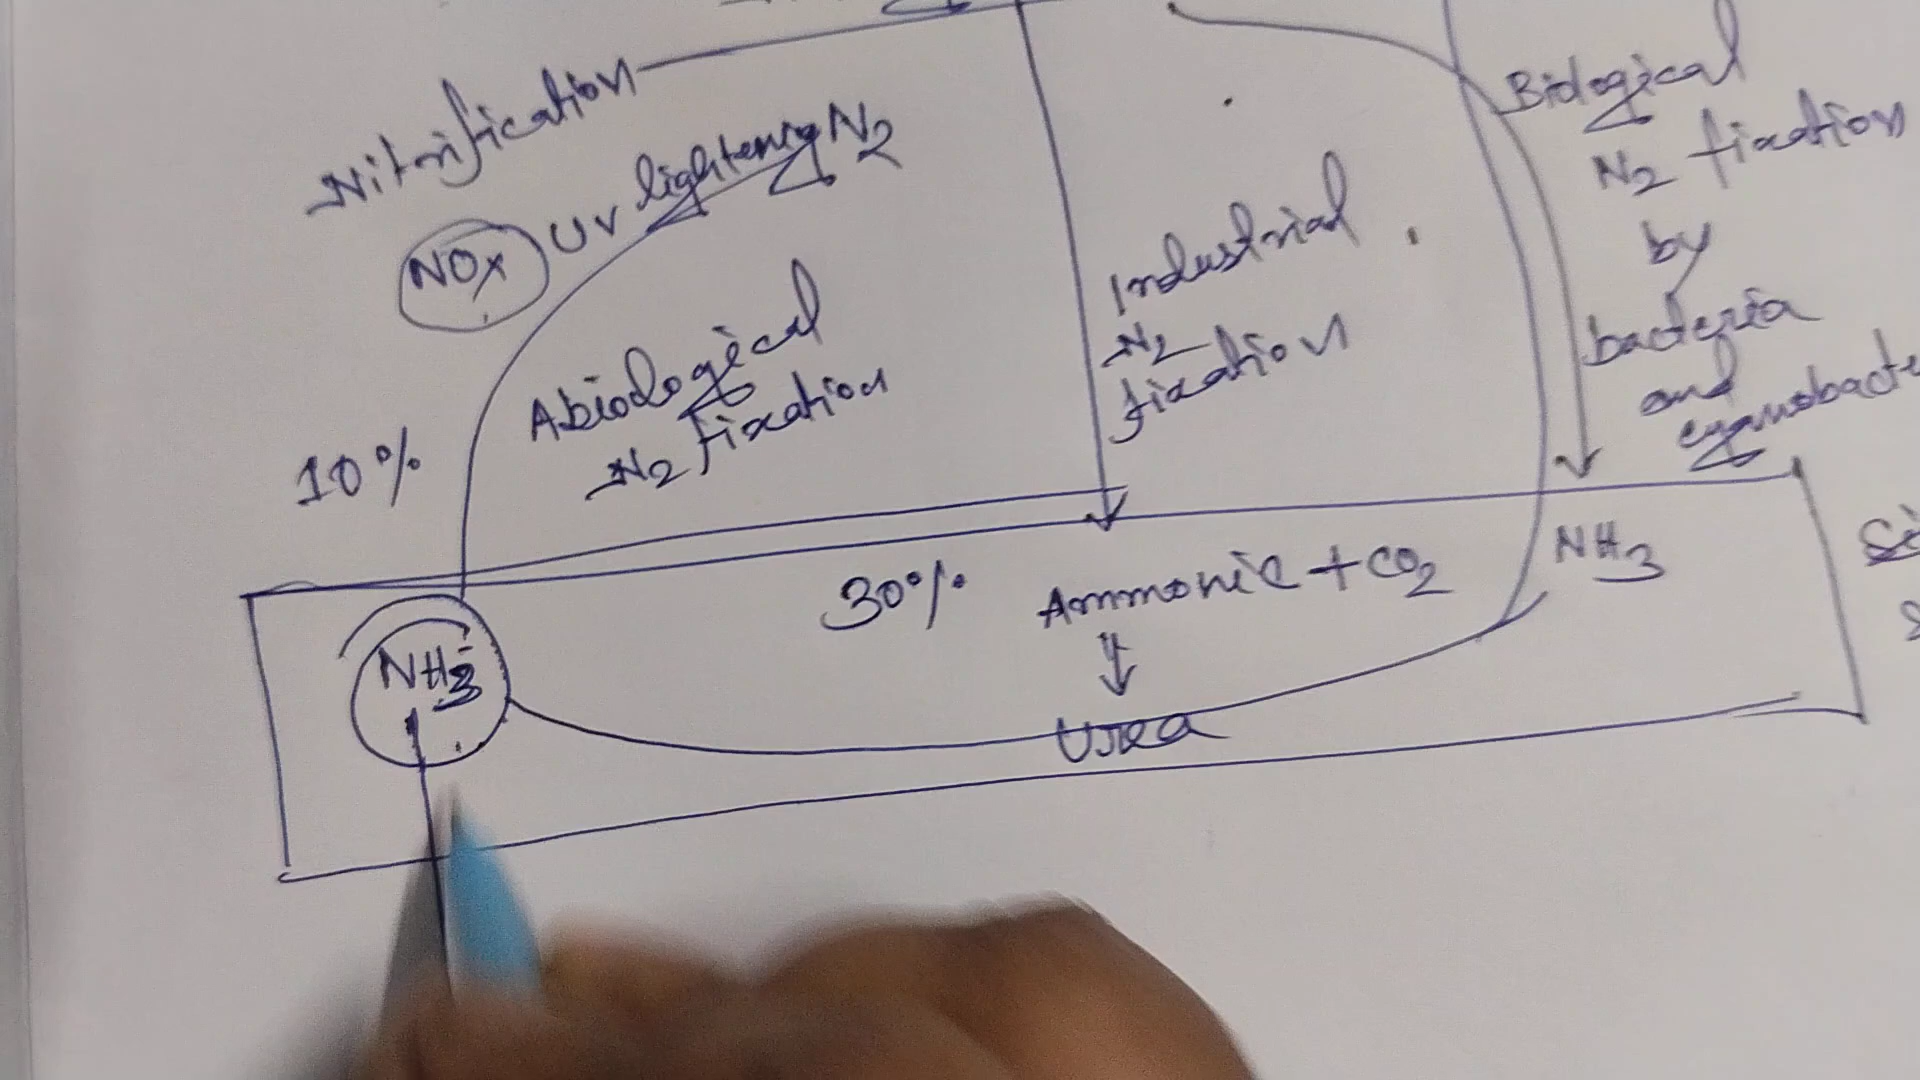 Nitrification
NOx UV lightening N2
Abiological
N2 fixation
10%
Industrial
N2
fixation
Biological
N2 fixation
by
bacteria
and
cyanobacte
30%
Ammonia + CO2
Urea
NH3
NH3